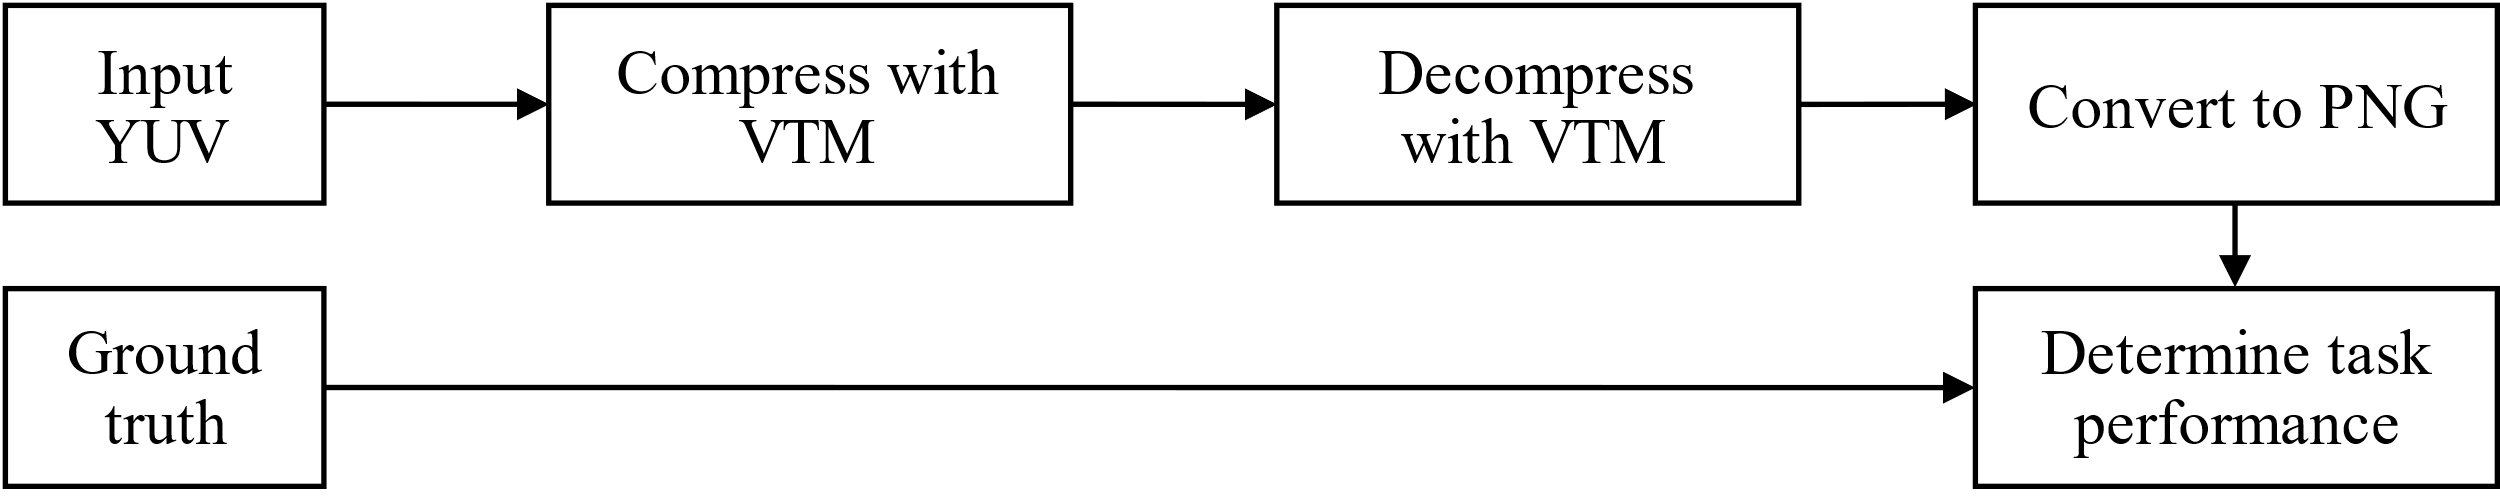 Input
YUV
Compress with
VTM
Decompress
with VTM
Convert to PNG
Ground
truth
Determine task
performance